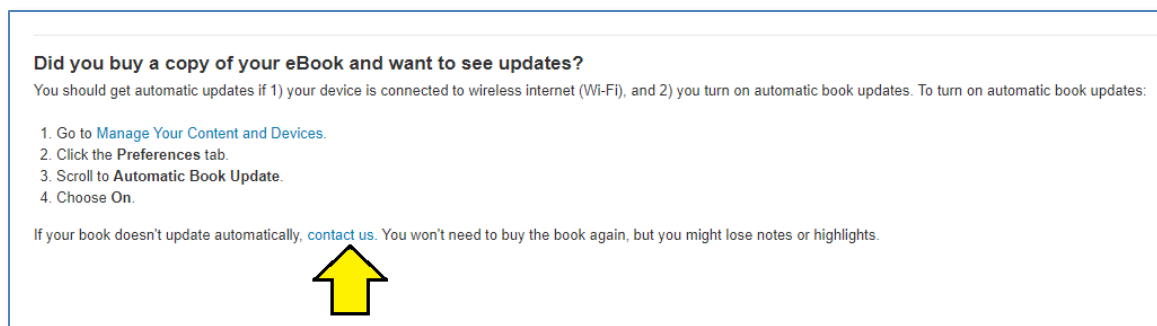 Did you buy a copy of your eBook and want to see updates?
You should get automatic updates if 1) your device is connected to wireless internet (Wi-Fi), and 2) you turn on automatic book updates. To turn on automatic book updates:
1. Go to Manage Your Content and Devices.
2. Click the Preferences tab.
3. Scroll to Automatic Book Update.
4. Choose On.
If your book doesn't update automatically, contact us. You won't need to buy the book again, but you might lose notes or highlights.